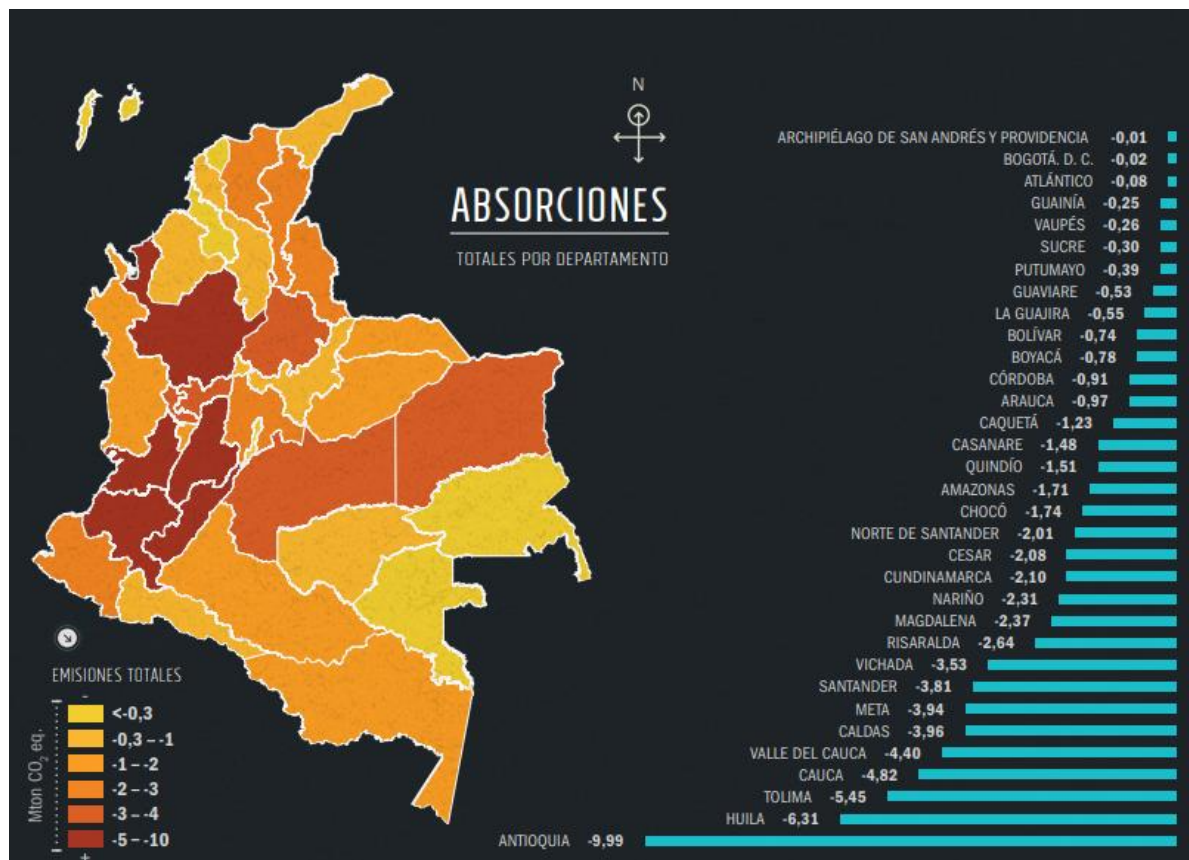 N
ABSORCIONES
TOTALES POR DEPARTAMENTO
ARCHIPIÉLAGO DE SAN ANDRÉS Y PROVIDENCIA -0,01
BOGOTÁ. D. C. -0,02
ATLÁNTICO -0,08
GUAINÍA -0,25
VAUPÉS -0,26
SUCRE -0,30
PUTUMAYO -0,39
GUAVIARE -0,53
LA GUAJIRA -0,55
BOLÍVAR -0,74
BOYACÁ -0,78
CÓRDOBA -0,91
ARAUCA -0,97
CAQUETÁ -1,23
CASANARE -1,48
QUINDÍO -1,51
AMAZONAS -1,71
CHOCÓ -1,74
NORTE DE SANTANDER -2,01
CESAR -2,08
CUNDINAMARCA -2,10
NARIÑO -2,31
MAGDALENA -2,37
RISARALDA -2,64
VICHADA -3,53
SANTANDER -3,81
META -3,94
CALDAS -3,96
VALLE DEL CAUCA -4,40
CAUCA -4,82
TOLIMA -5,45
HUILA -6,31
ANTIOQUIA -9,99
EMISIONES TOTALES
Mton CO2 eq.
-
<-0,3
-0,3 – -1
-1 – -2
-2 – -3
-3 – -4
-5 – -10
+